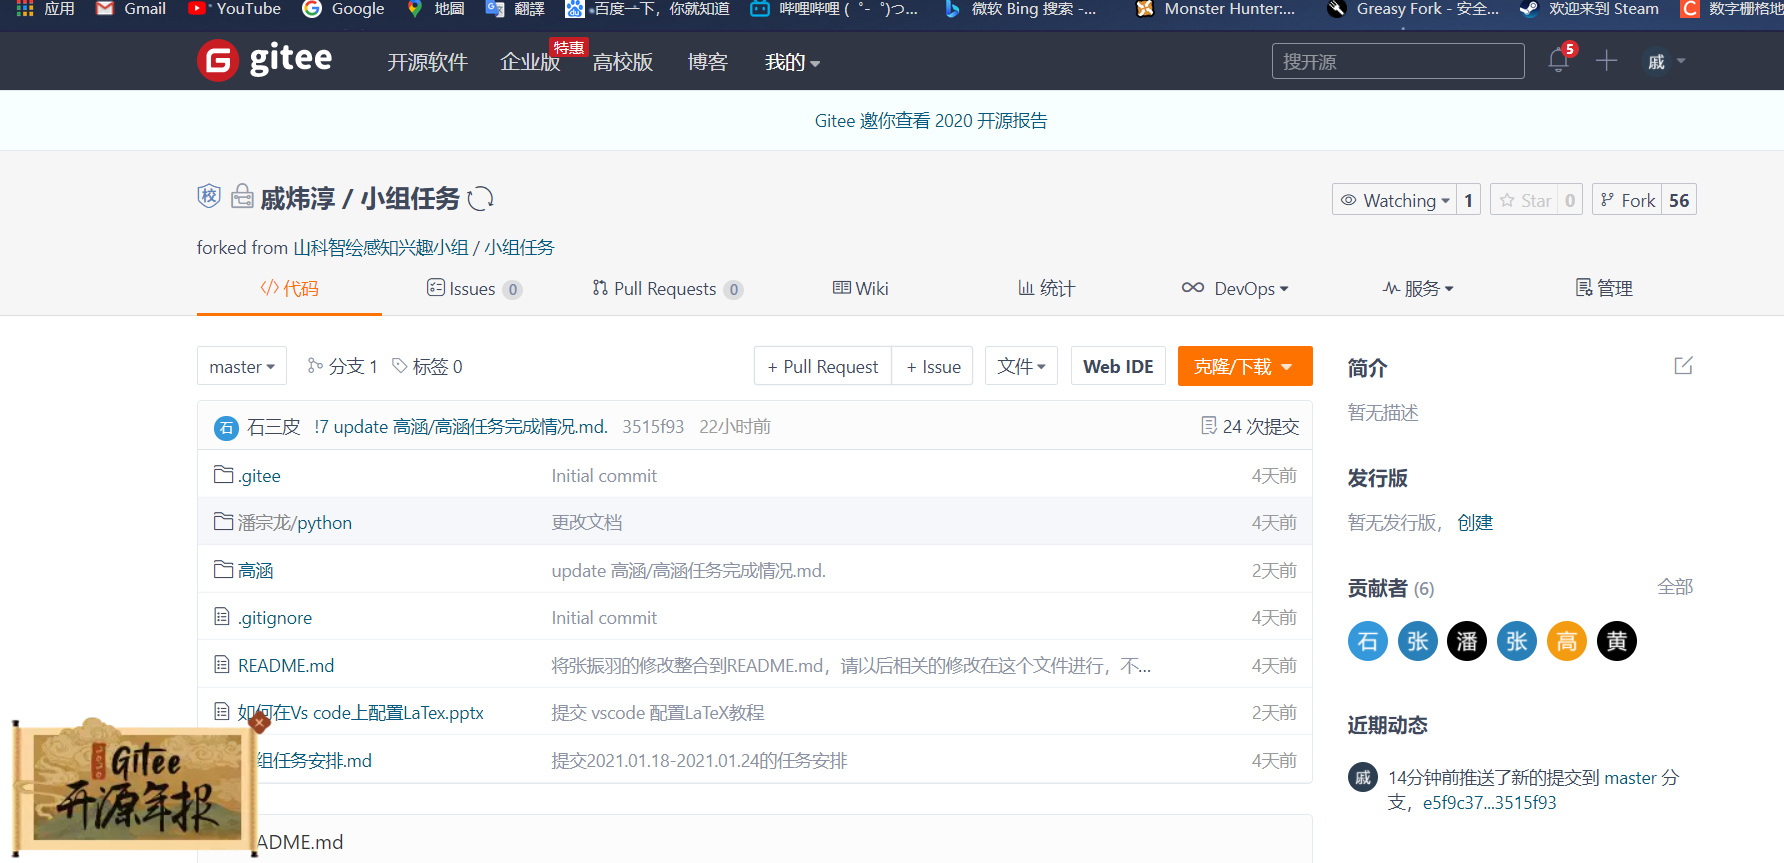 应用 Gmail YouTube Google 地圖 翻譯 百度一下，你就知道 哔哩哔哩 ( ゜- ゜)つ... 微软 Bing 搜索 -... Monster Hunter:... Greasy Fork - 安全... 欢迎来到 Steam 数字栅格地
G gitee 开源软件 企业版 特惠 高校版 博客 我的 搜开源 5 戚
Gitee 邀你查看 2020 开源报告
校 戚炜淳 / 小组任务 Watching 1 Star 0 Fork 56
forked from 山科智绘感知兴趣小组 / 小组任务
代码 Issues 0 Pull Requests 0 Wiki 统计 DevOps 服务 管理
master 分支 1 标签 0 + Pull Request + Issue 文件 Web IDE 克隆/下载
石 石三皮 !7 update 高涵/高涵任务完成情况.md. 3515f93 22小时前 24 次提交
.gitee Initial commit 4天前
潘宗龙/python 更改文档 4天前
高涵 update 高涵/高涵任务完成情况.md. 2天前
.gitignore Initial commit 4天前
README.md 将张振羽的修改整合到README.md，请以后相关的修改在这个文件进行，不... 4天前
如何在Vs code上配置LaTex.pptx 提交 vscode 配置LaTeX教程 2天前
组任务安排.md 提交2021.01.18-2021.01.24的任务安排 4天前
ADME.md
2020 Gitee
开源年报
简介
暂无描述
发行版
暂无发行版， 创建
贡献者 (6) 全部
石 张 潘 张 高 黄
近期动态
戚 14分钟前推送了新的提交到 master 分
支，e5f9c37...3515f93